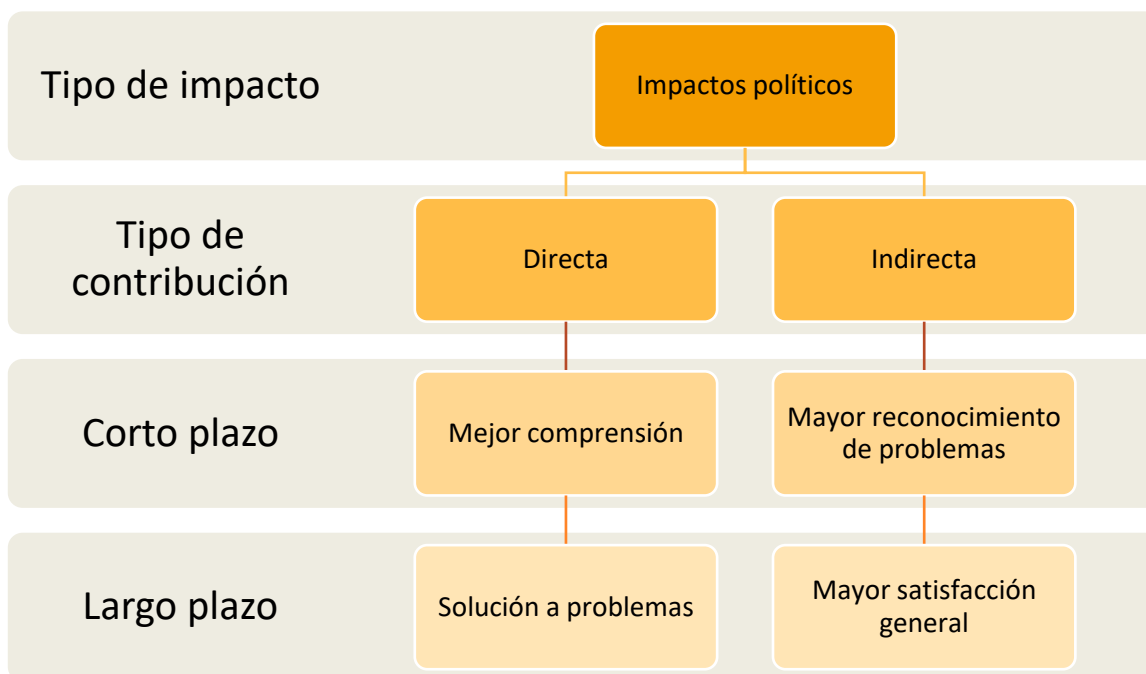 Tipo de impacto
Impactos políticos
Tipo de
contribución
Directa
Indirecta
Corto plazo
Mejor comprensión
Mayor reconocimiento
de problemas
Largo plazo
Solución a problemas
Mayor satisfacción
general